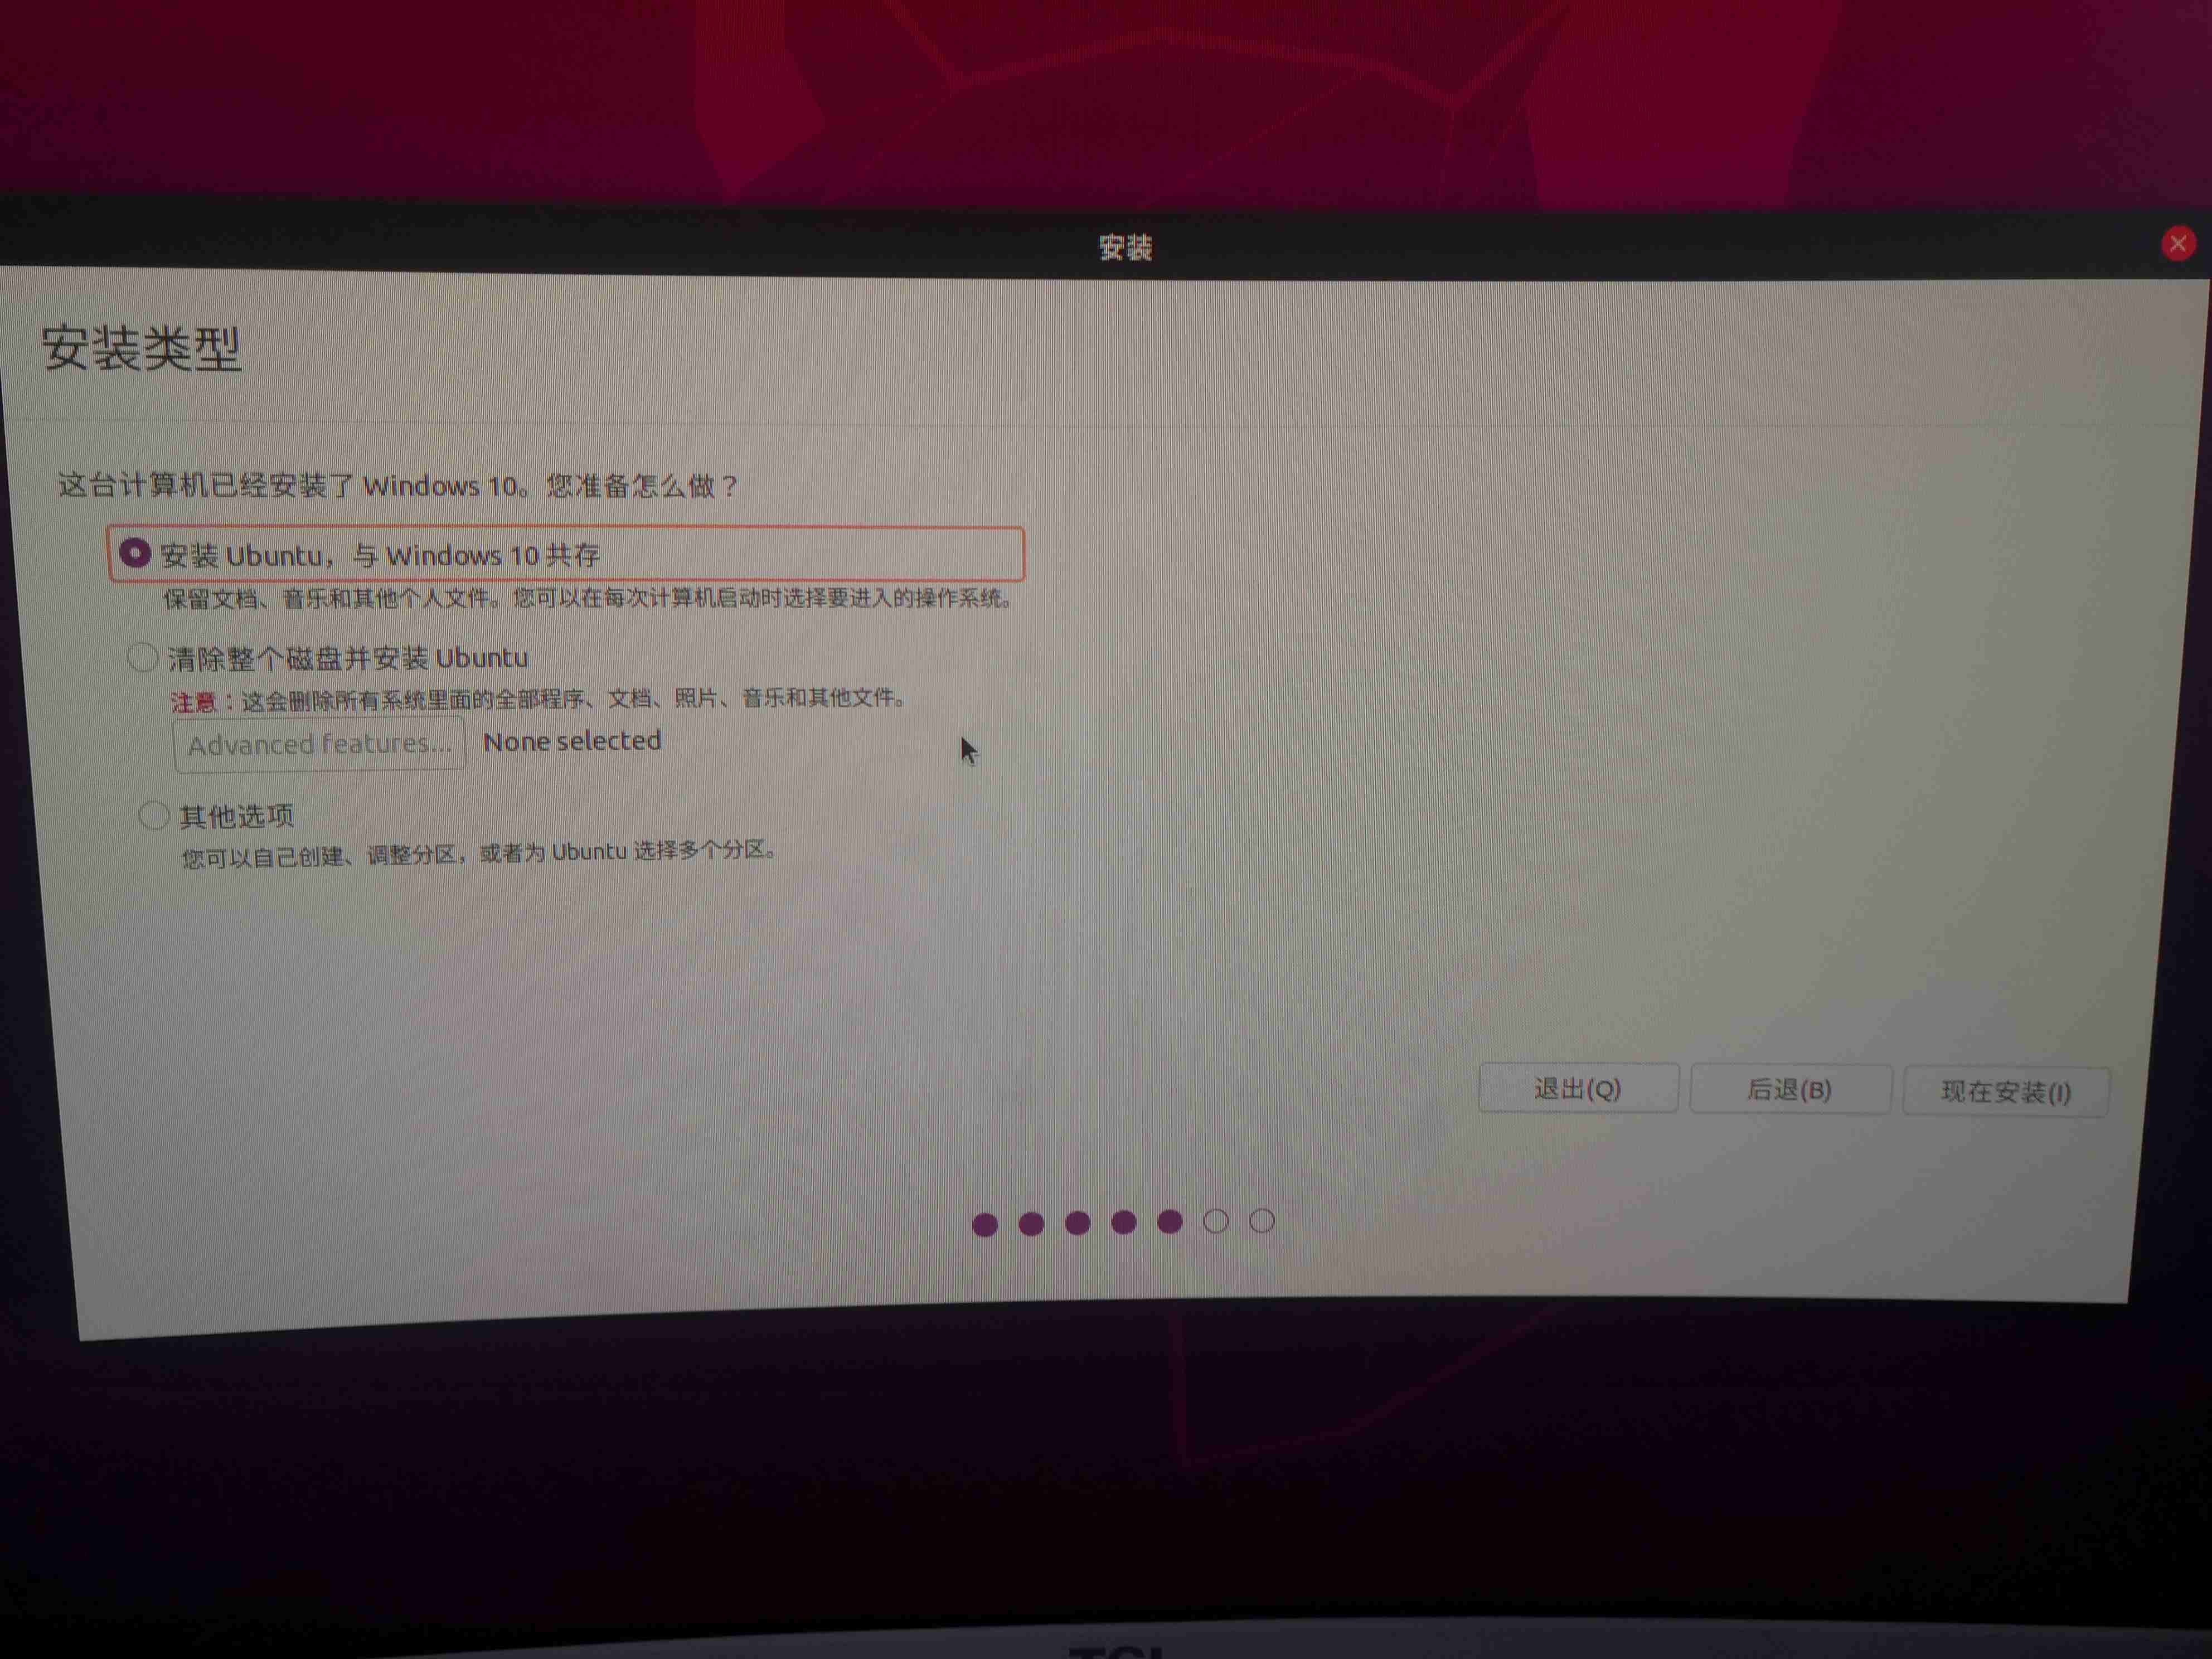 安装
安装类型
这台计算机已经安装了 Windows 10。您准备怎么做？
安装 Ubuntu，与 Windows 10 共存
保留文档、音乐和其他个人文件。您可以在每次计算机启动时选择要进入的操作系统。
清除整个磁盘并安装 Ubuntu
注意：这会删除所有系统里面的全部程序、文档、照片、音乐和其他文件。
Advanced features... None selected
其他选项
您可以自己创建、调整分区，或者为 Ubuntu 选择多个分区。
退出(Q) 后退(B) 现在安装(I)
TCL